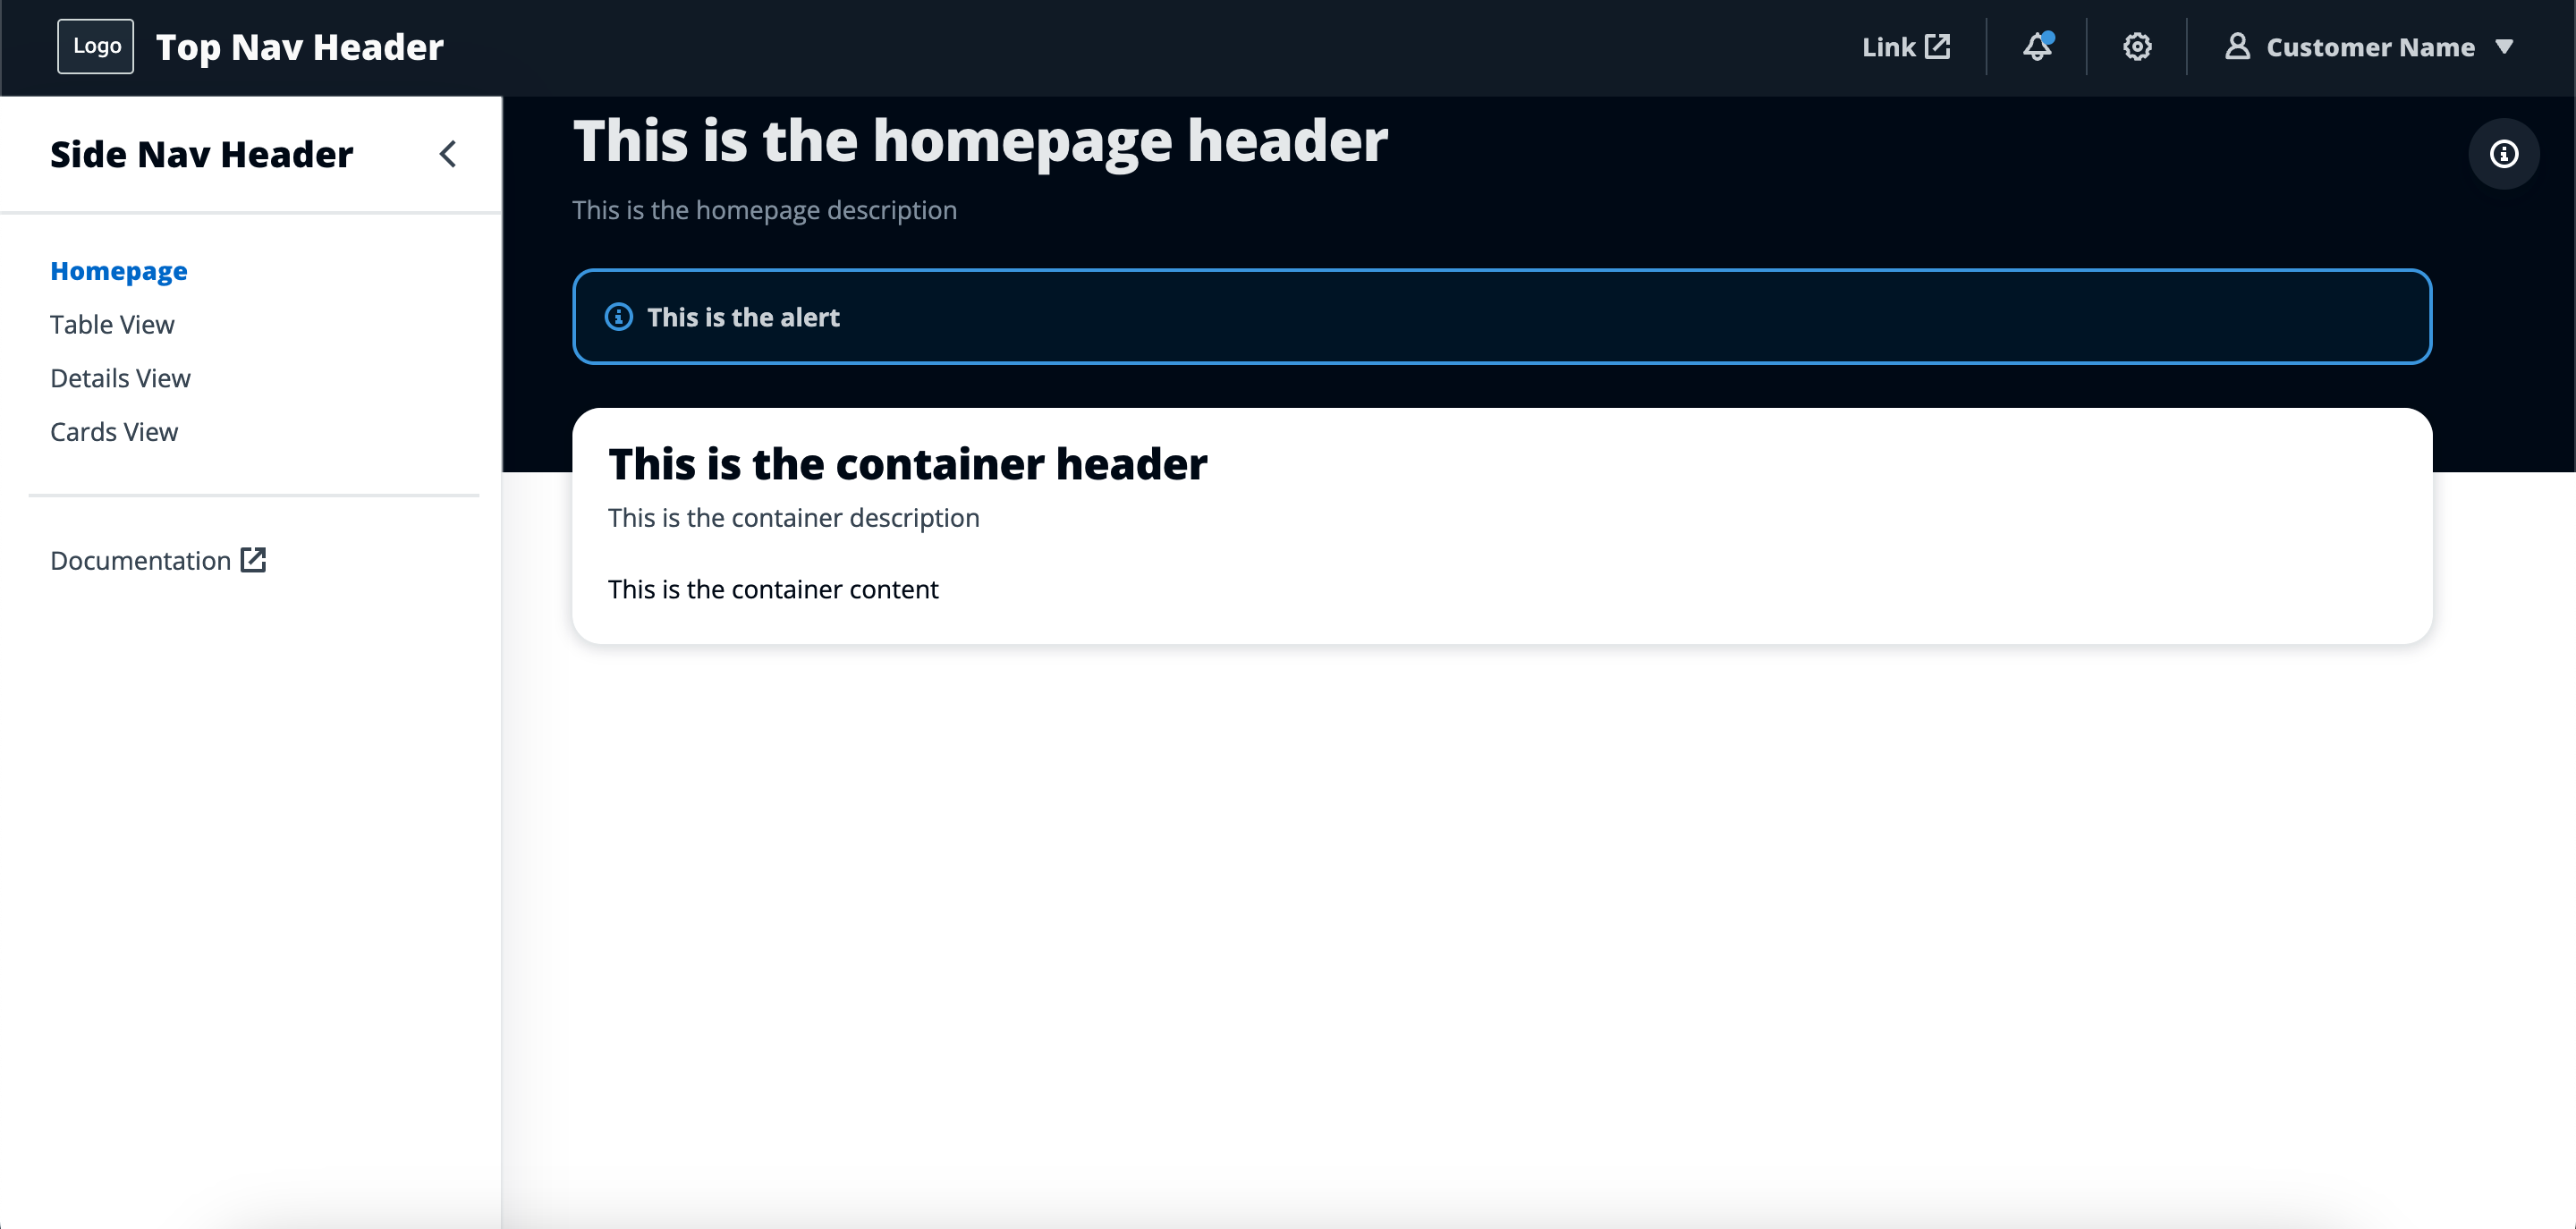 Logo
Top Nav Header
Link
Customer Name
Side Nav Header
Homepage
Table View
Details View
Cards View
Documentation
This is the homepage header
This is the homepage description
This is the alert
This is the container header
This is the container description
This is the container content